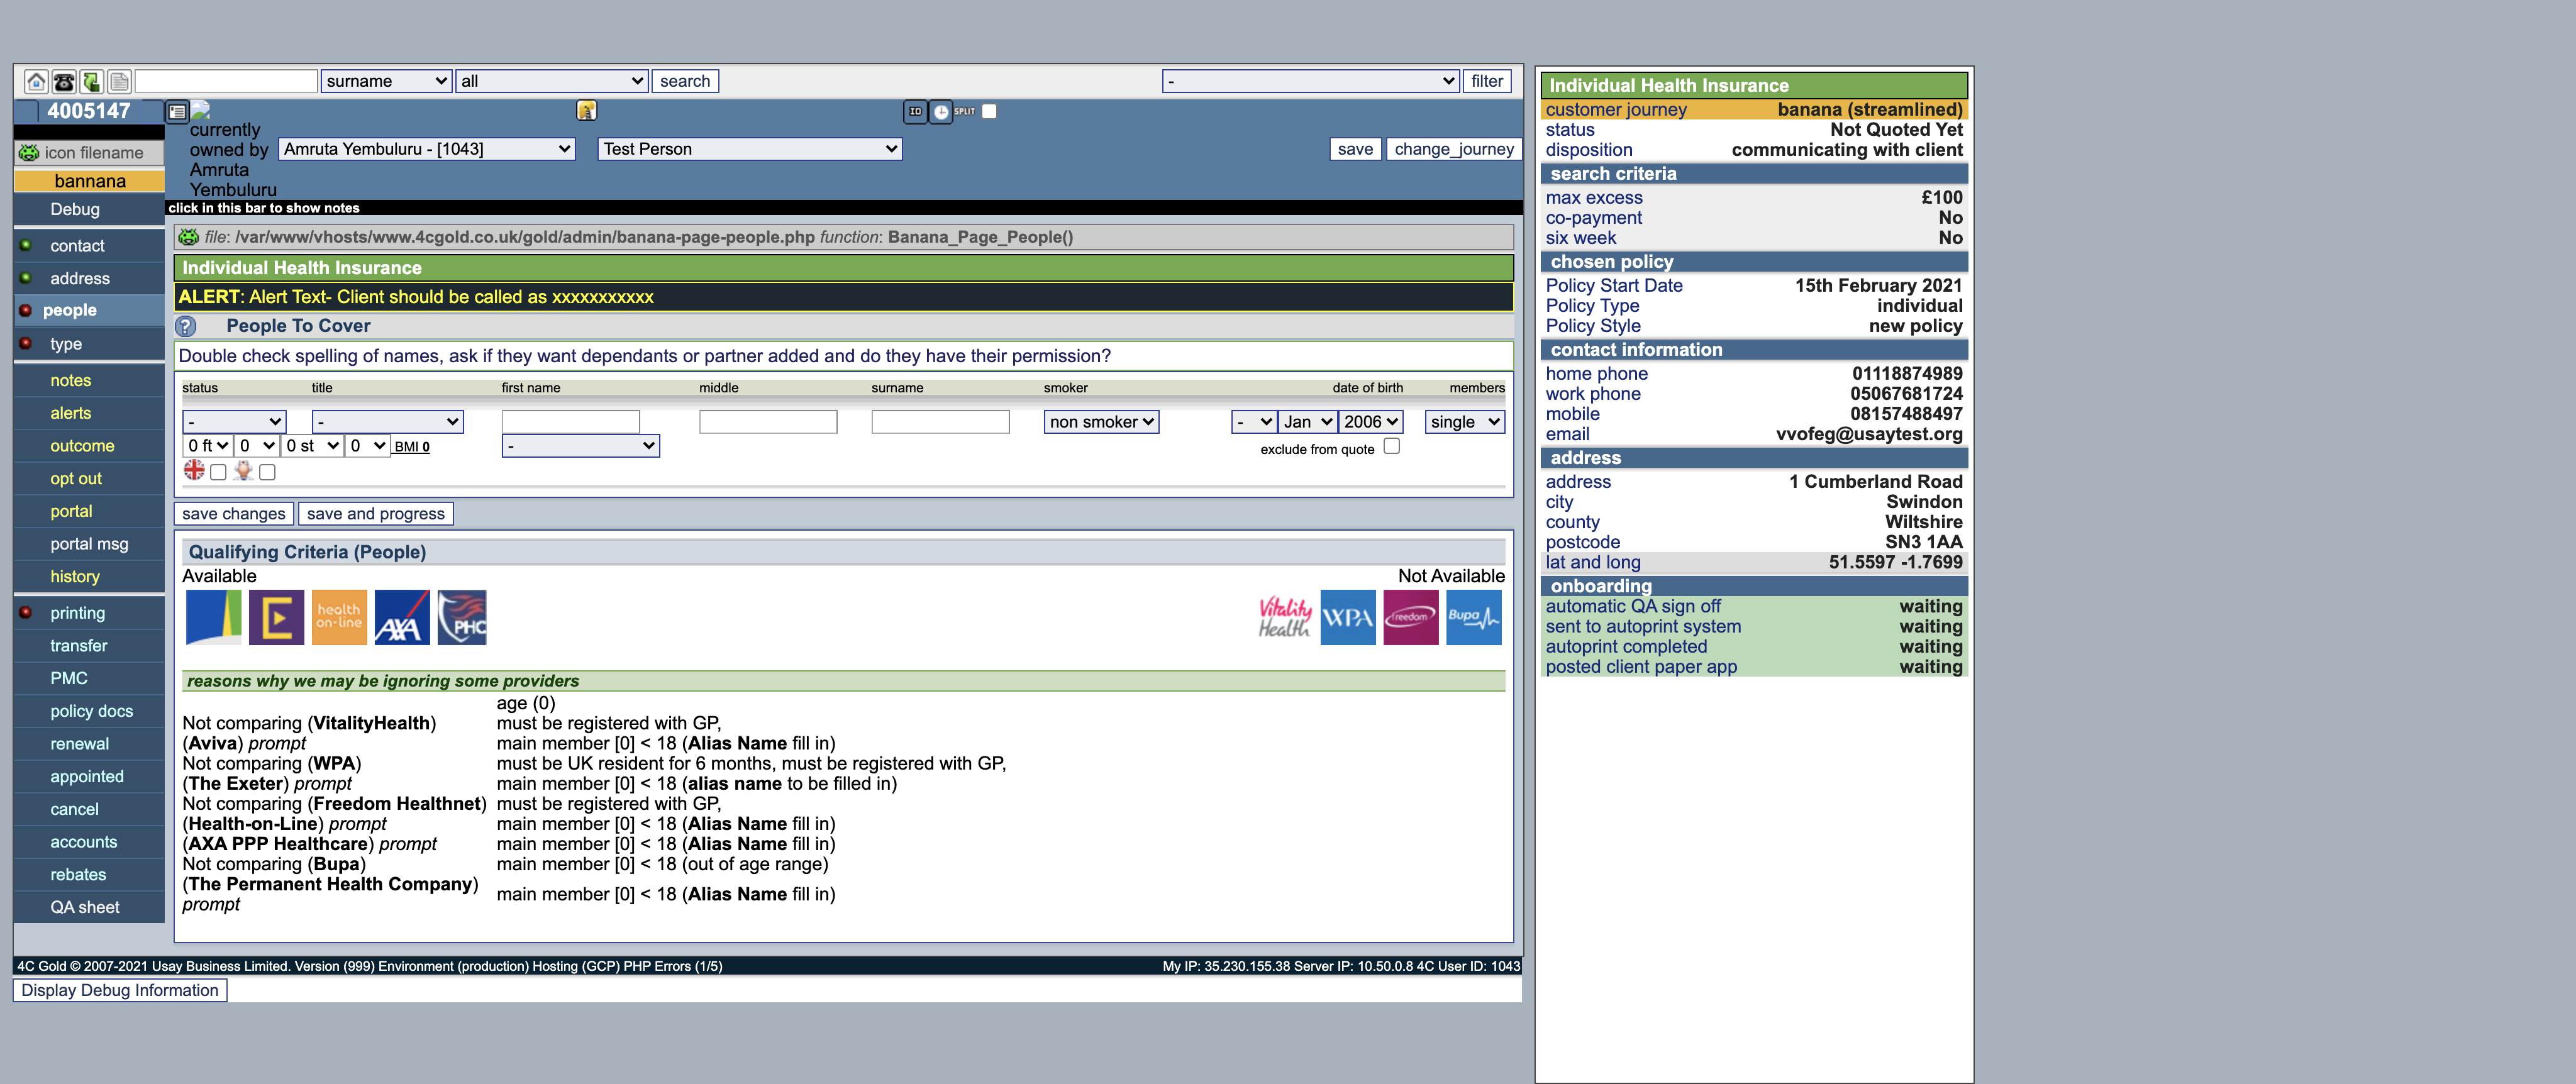 surname all search - filter
4005147 ID SPLIT
currently owned by Amruta Yembuluru
Amruta Yembuluru - [1043] Test Person save change_journey
click in this bar to show notes
icon filename
bannana
Debug
contact
address
people
type
notes
alerts
outcome
opt out
portal
portal msg
history
printing
transfer
PMC
policy docs
renewal
appointed
cancel
accounts
rebates
QA sheet
file: /var/www/vhosts/www.4cgold.co.uk/gold/admin/banana-page-people.php function: Banana_Page_People()
Individual Health Insurance
ALERT: Alert Text- Client should be called as xxxxxxxxxxx
? People To Cover
Double check spelling of names, ask if they want dependants or partner added and do they have their permission?
status title first name middle surname smoker date of birth members
- - non smoker - Jan 2006 single
0 ft 0 0 st 0 BMI 0 - exclude from quote
save changes save and progress
Qualifying Criteria (People)
Available Not Available
E health on-line AXA PHC Vitality Health WPA freedom Bupa
reasons why we may be ignoring some providers
age (0)
Not comparing (VitalityHealth) must be registered with GP,
(Aviva) prompt main member [0] < 18 (Alias Name fill in)
Not comparing (WPA) must be UK resident for 6 months, must be registered with GP,
(The Exeter) prompt main member [0] < 18 (alias name to be filled in)
Not comparing (Freedom Healthnet) must be registered with GP,
(Health-on-Line) prompt main member [0] < 18 (Alias Name fill in)
(AXA PPP Healthcare) prompt main member [0] < 18 (Alias Name fill in)
Not comparing (Bupa) main member [0] < 18 (out of age range)
(The Permanent Health Company) prompt main member [0] < 18 (Alias Name fill in)
4C Gold © 2007-2021 Usay Business Limited. Version (999) Environment (production) Hosting (GCP) PHP Errors (1/5) My IP: 35.230.155.38 Server IP: 10.50.0.8 4C User ID: 1043
Display Debug Information
Individual Health Insurance
customer journey banana (streamlined)
status Not Quoted Yet
disposition communicating with client
search criteria
max excess £100
co-payment No
six week No
chosen policy
Policy Start Date 15th February 2021
Policy Type individual
Policy Style new policy
contact information
home phone 01118874989
work phone 05067681724
mobile 08157488497
email vvofeg@usaytest.org
address
address 1 Cumberland Road
city Swindon
county Wiltshire
postcode SN3 1AA
lat and long 51.5597 -1.7699
onboarding
automatic QA sign off waiting
sent to autoprint system waiting
autoprint completed waiting
posted client paper app waiting